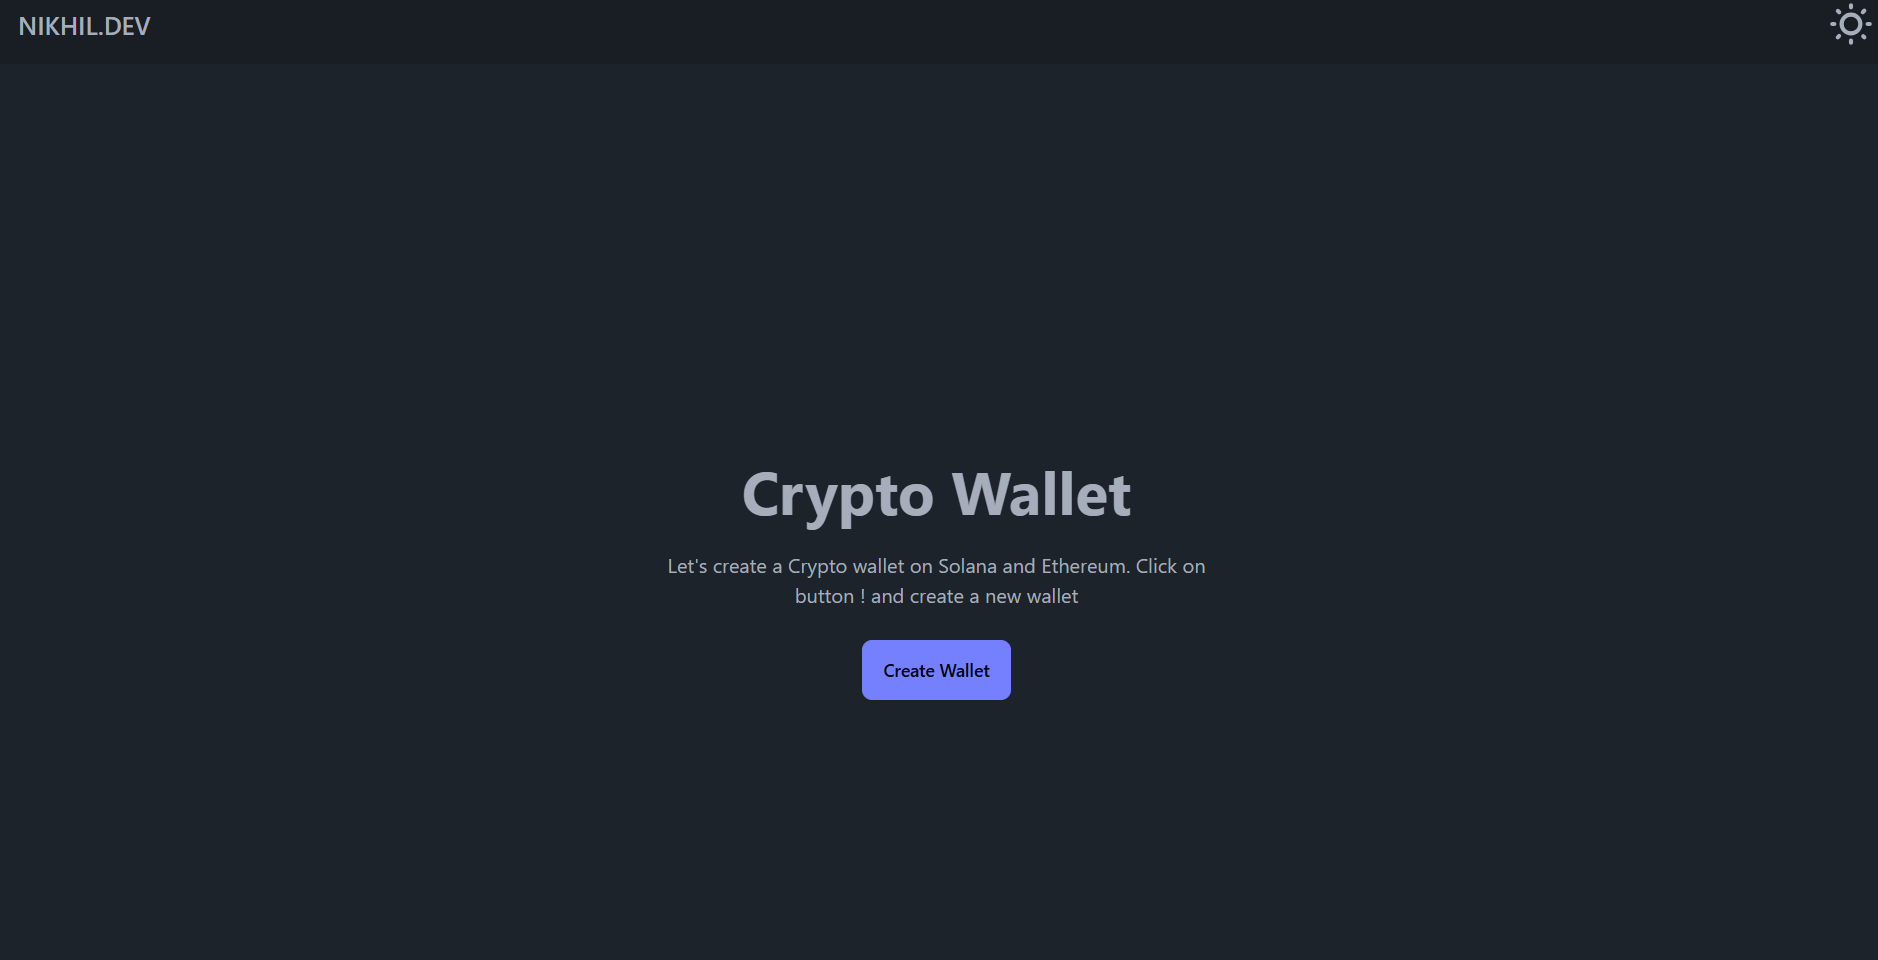 NIKHIL.DEV
Crypto Wallet
Let's create a Crypto wallet on Solana and Ethereum. Click on
button ! and create a new wallet
Create Wallet